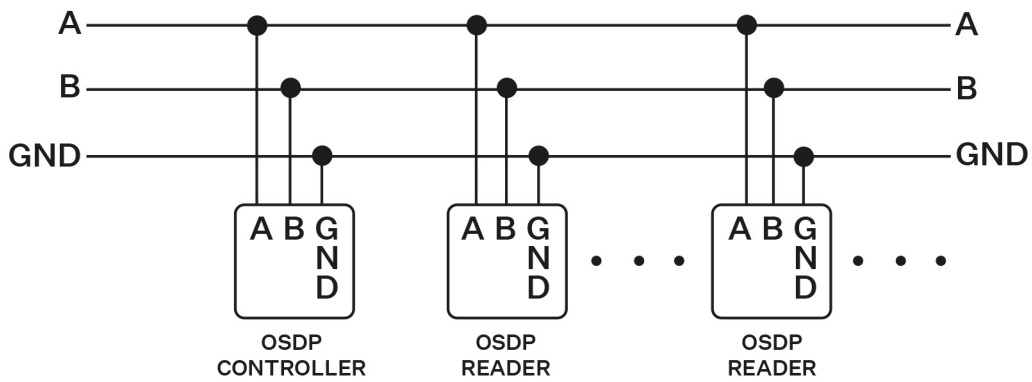 A A
B B
GND GND
A B G
N
D
A B G
N
D
A B G
N
D
OSDP
CONTROLLER
OSDP
READER
OSDP
READER